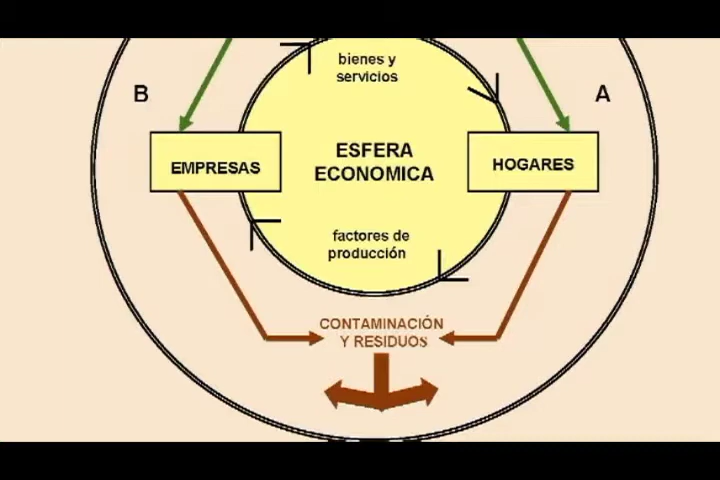 bienes y
servicios
B
A
EMPRESAS
ESFERA
ECONOMICA
HOGARES
factores de
producción
CONTAMINACIÓN
Y RESIDUOS